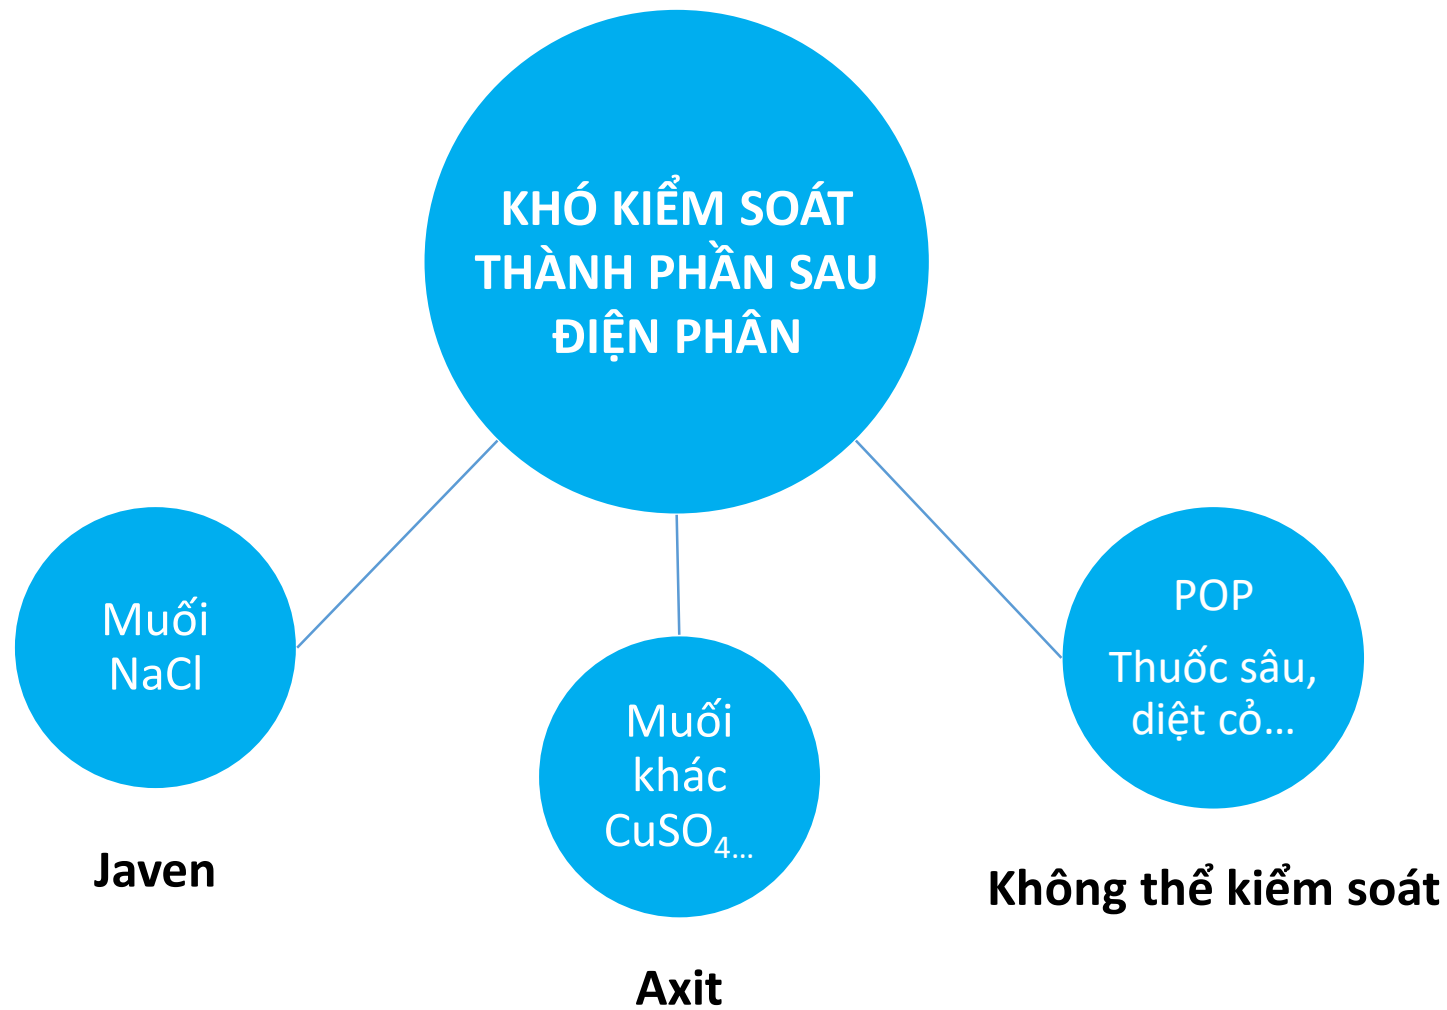 KHÓ KIỂM SOÁT
THÀNH PHẦN SAU
ĐIỆN PHÂN
Muối
NaCl
Javen
Muối
khác
CuSO₄...
Axit
POP
Thuốc sâu,
diệt cỏ...
Không thể kiểm soát